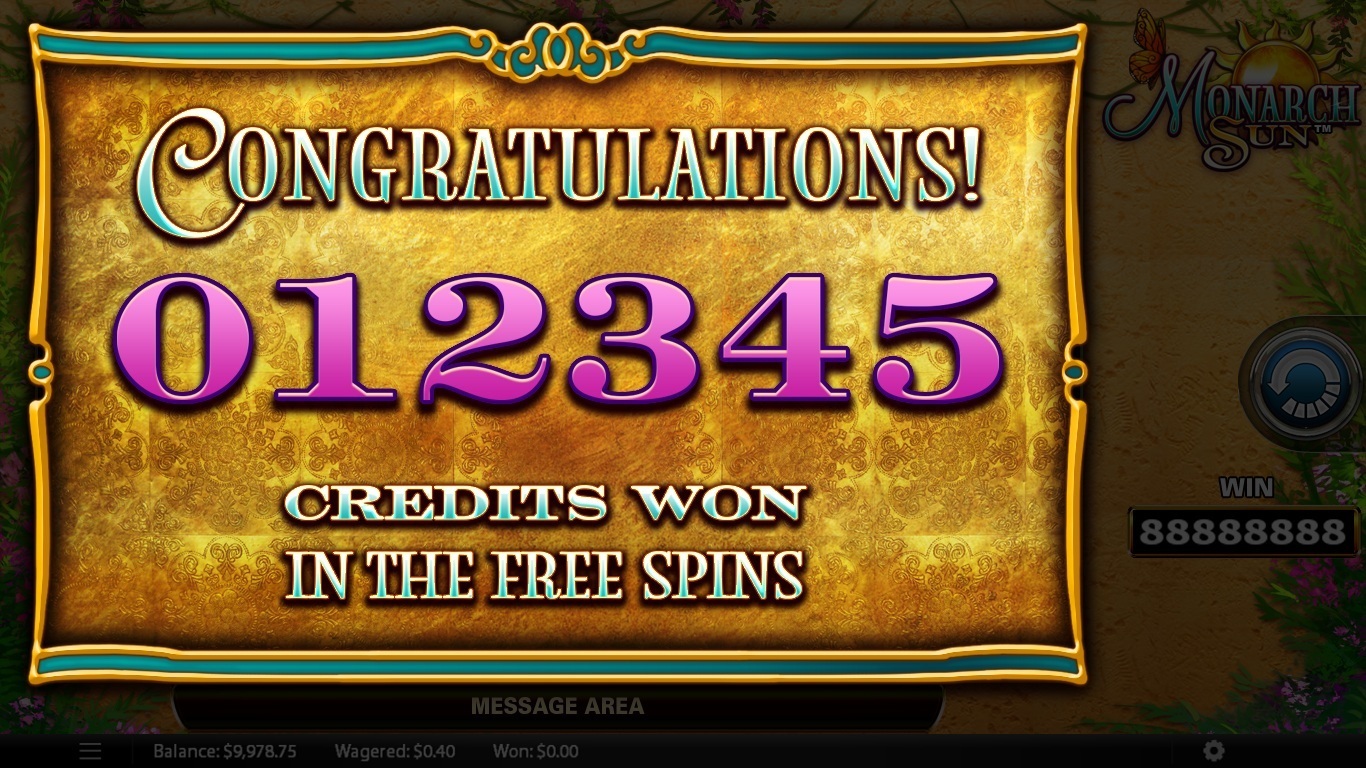 CONGRATULATIONS!
012345
CREDITS WON
IN THE FREE SPINS
MONARCH
SUN™
WIN
88888888
MESSAGE AREA
Balance: $9,978.75 Wagered: $0.40 Won: $0.00